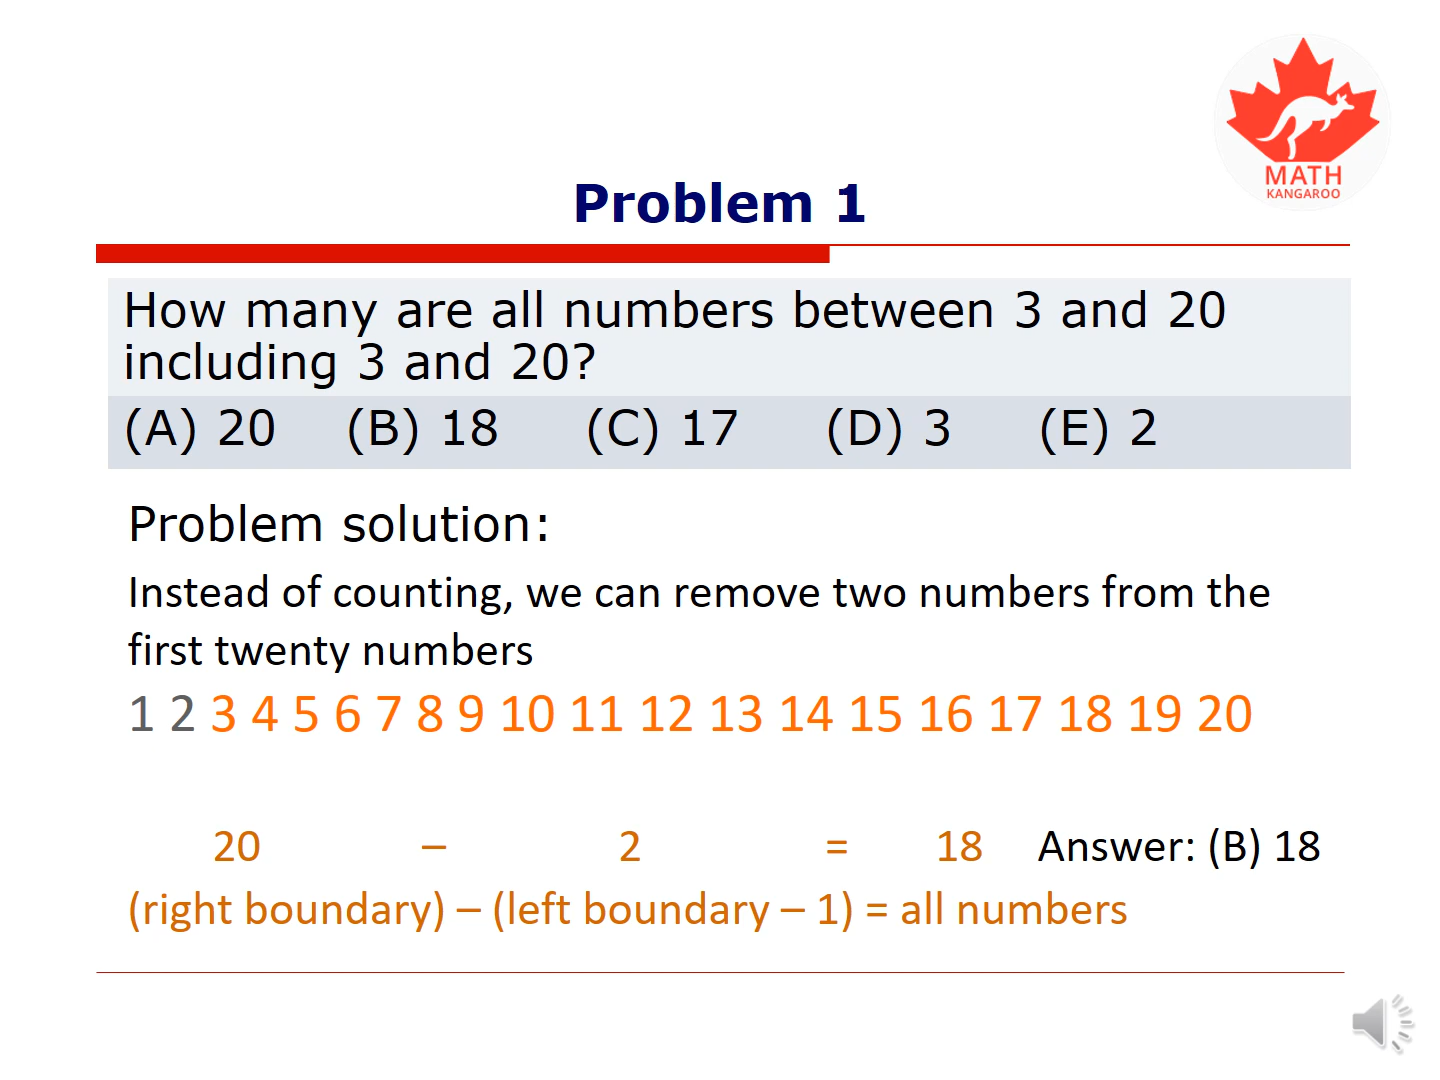 MATH
KANGAROO
Problem 1
How many are all numbers between 3 and 20
including 3 and 20?
(A) 20 (B) 18 (C) 17 (D) 3 (E) 2
Problem solution:
Instead of counting, we can remove two numbers from the
first twenty numbers
1 2 3 4 5 6 7 8 9 10 11 12 13 14 15 16 17 18 19 20
20 – 2 = 18 Answer: (B) 18
(right boundary) – (left boundary – 1) = all numbers